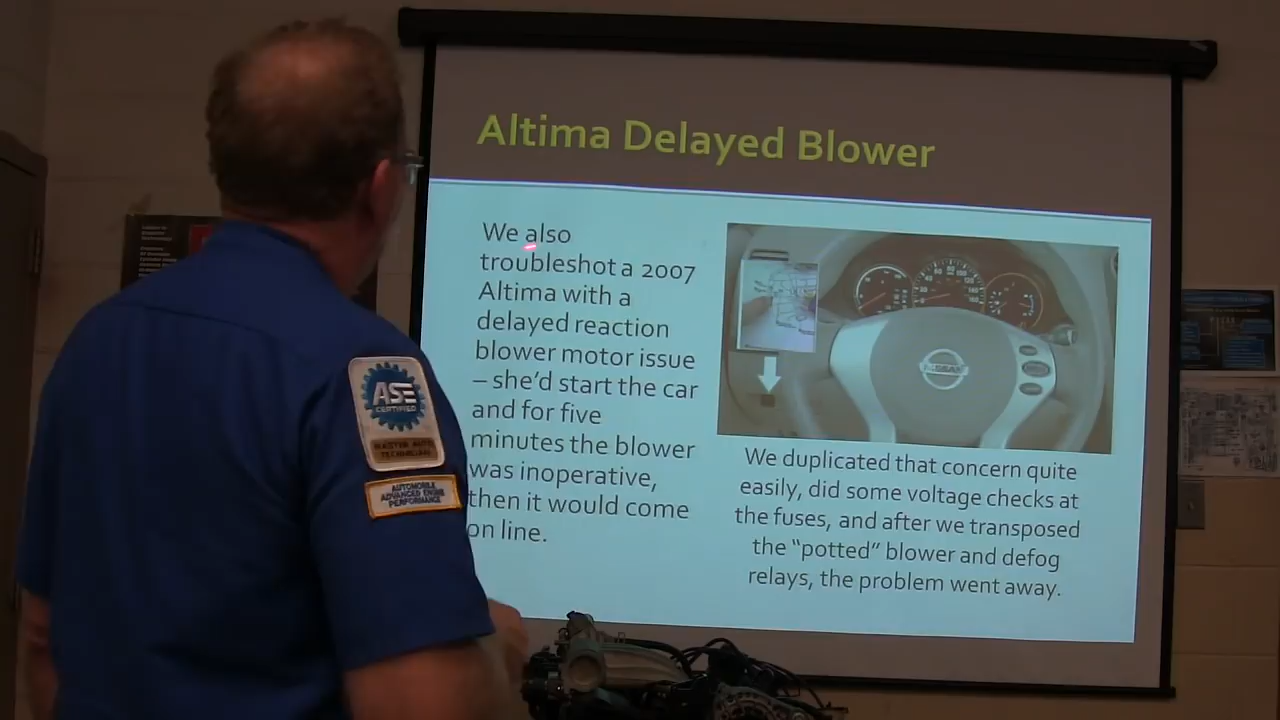 Altima Delayed Blower
We also
troubleshot a 2007
Altima with a
delayed reaction
blower motor issue
– she'd start the car
and for five
minutes the blower
was inoperative,
then it would come
on line.
NISSAN
We duplicated that concern quite
easily, did some voltage checks at
the fuses, and after we transposed
the "potted" blower and defog
relays, the problem went away.
ASE
CERTIFIED
MASTER AUTO
TECHNICIAN
AUTOMOBILE
ADVANCED ENGINE
PERFORMANCE